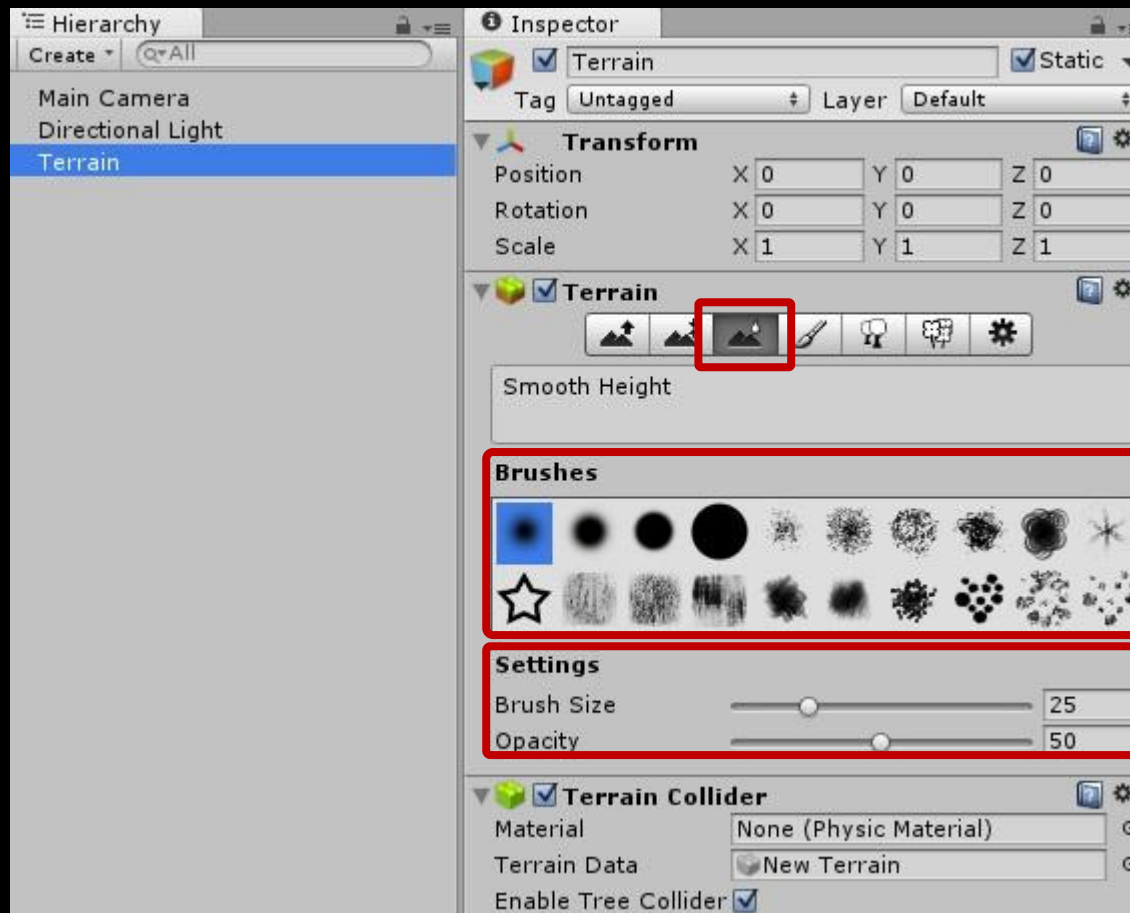 Hierarchy
Create All
Main Camera
Directional Light
Terrain
Inspector
Terrain Static
Tag Untagged Layer Default
Transform
Position X 0 Y 0 Z 0
Rotation X 0 Y 0 Z 0
Scale X 1 Y 1 Z 1
Terrain
Smooth Height
Brushes
Settings
Brush Size 25
Opacity 50
Terrain Collider
Material None (Physic Material)
Terrain Data New Terrain
Enable Tree Collider